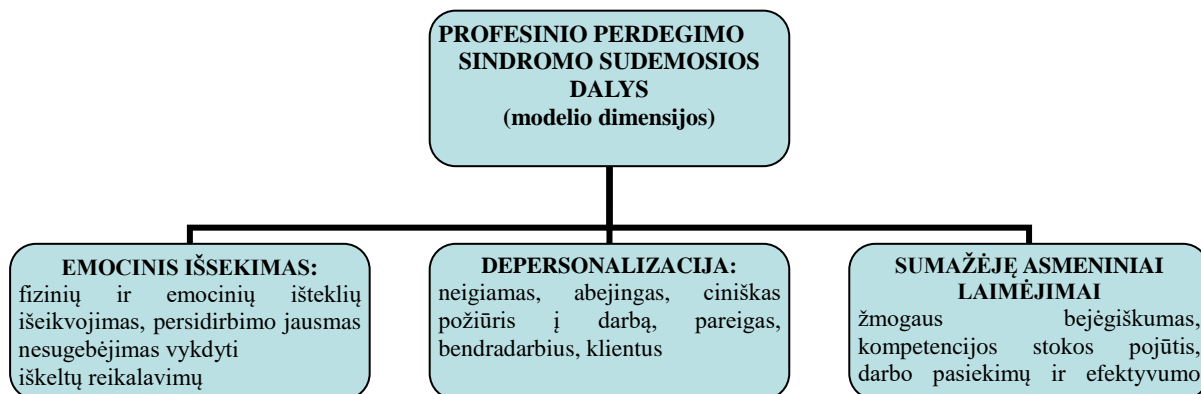 PROFESINIO PERDEGIMO
SINDROMO SUDEMOSIOS
DALYS
(modelio dimensijos)
EMOCINIS IŠSEKIMAS:
fizinių ir emocinių išteklių
išeikvojimas, persidirbimo jausmas
nesugebėjimas vykdyti
iškeltų reikalavimų
DEPERSONALIZACIJA:
neigiamas, abejingas, ciniškas
požiūris į darbą, pareigas,
bendradarbius, klientus
SUMAŽĖJĘ ASMENINIAI
LAIMĖJIMAI
žmogaus bejėgiškumas,
kompetencijos stokos pojūtis,
darbo pasiekimų ir efektyvumo